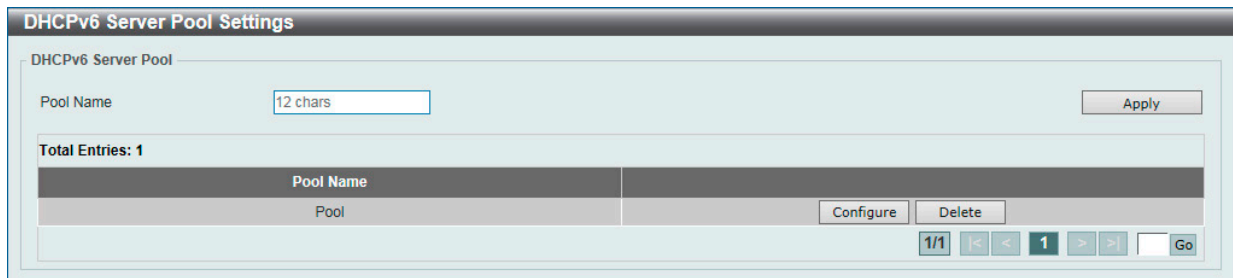 DHCPv6 Server Pool Settings
DHCPv6 Server Pool
Pool Name 12 chars Apply
Total Entries: 1
Pool Name
Pool Configure Delete
1/1 |< < 1 > >| Go